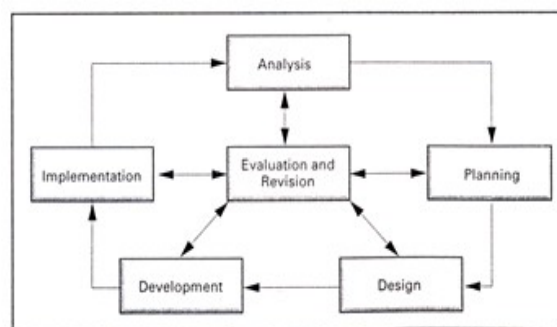 Analysis
Implementation
Evaluation and
Revision
Planning
Development
Design